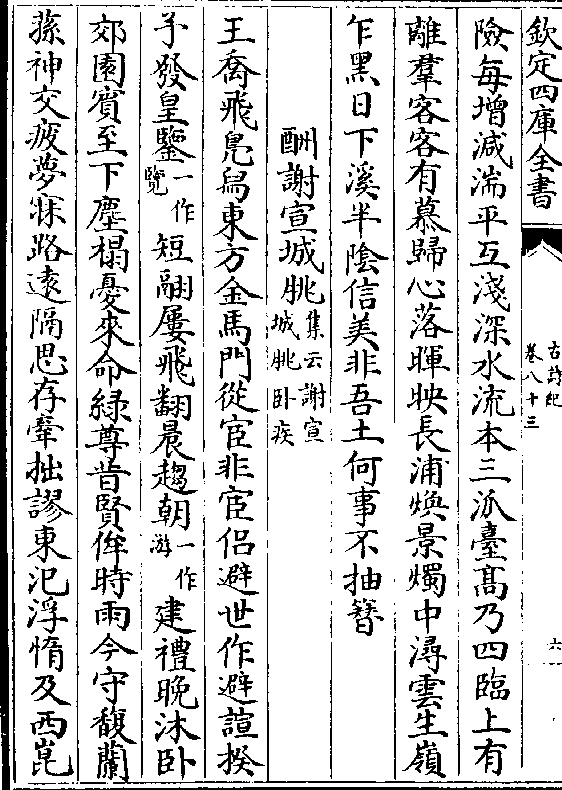 欽定四庫全書
古詩紀
卷八十三
六
險每增減湍平互淺深水流本三派臺髙乃四臨上有
離羣客客有慕歸心落暉映長浦煥景燭中潯雲生嶺
乍黑日下溪半陰信美非吾土何事不抽簪
酬謝宣城朓集云謝宣城朓卧疾
王喬飛鳧舄東方金馬門從宦非宦侣避世作避諠揆
予發皇鑒一作覽短翮屢飛翻晨趨朝一作遊建禮晚沐卧
郊園賓至下塵榻憂來命緑尊昔賢侔時雨今守馥蘭
蓀神交疲夢寐路逺隔思存牽拙謬東汜浮惰及西崑